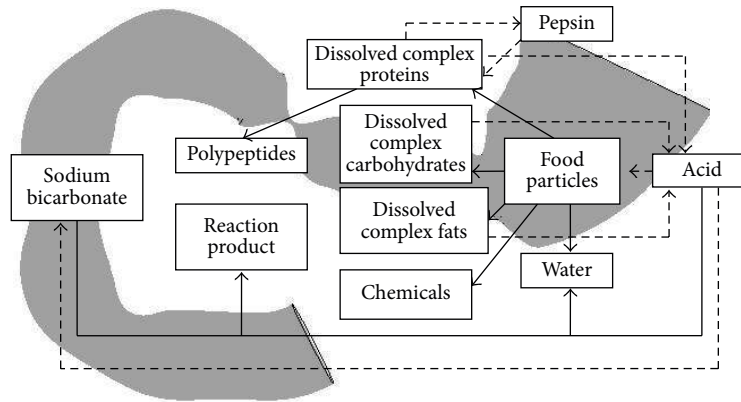 Pepsin
Dissolved complex
proteins
Dissolved
complex
carbohydrates
Polypeptides
Food
particles
Acid
Sodium
bicarbonate
Reaction
product
Dissolved
complex fats
Water
Chemicals